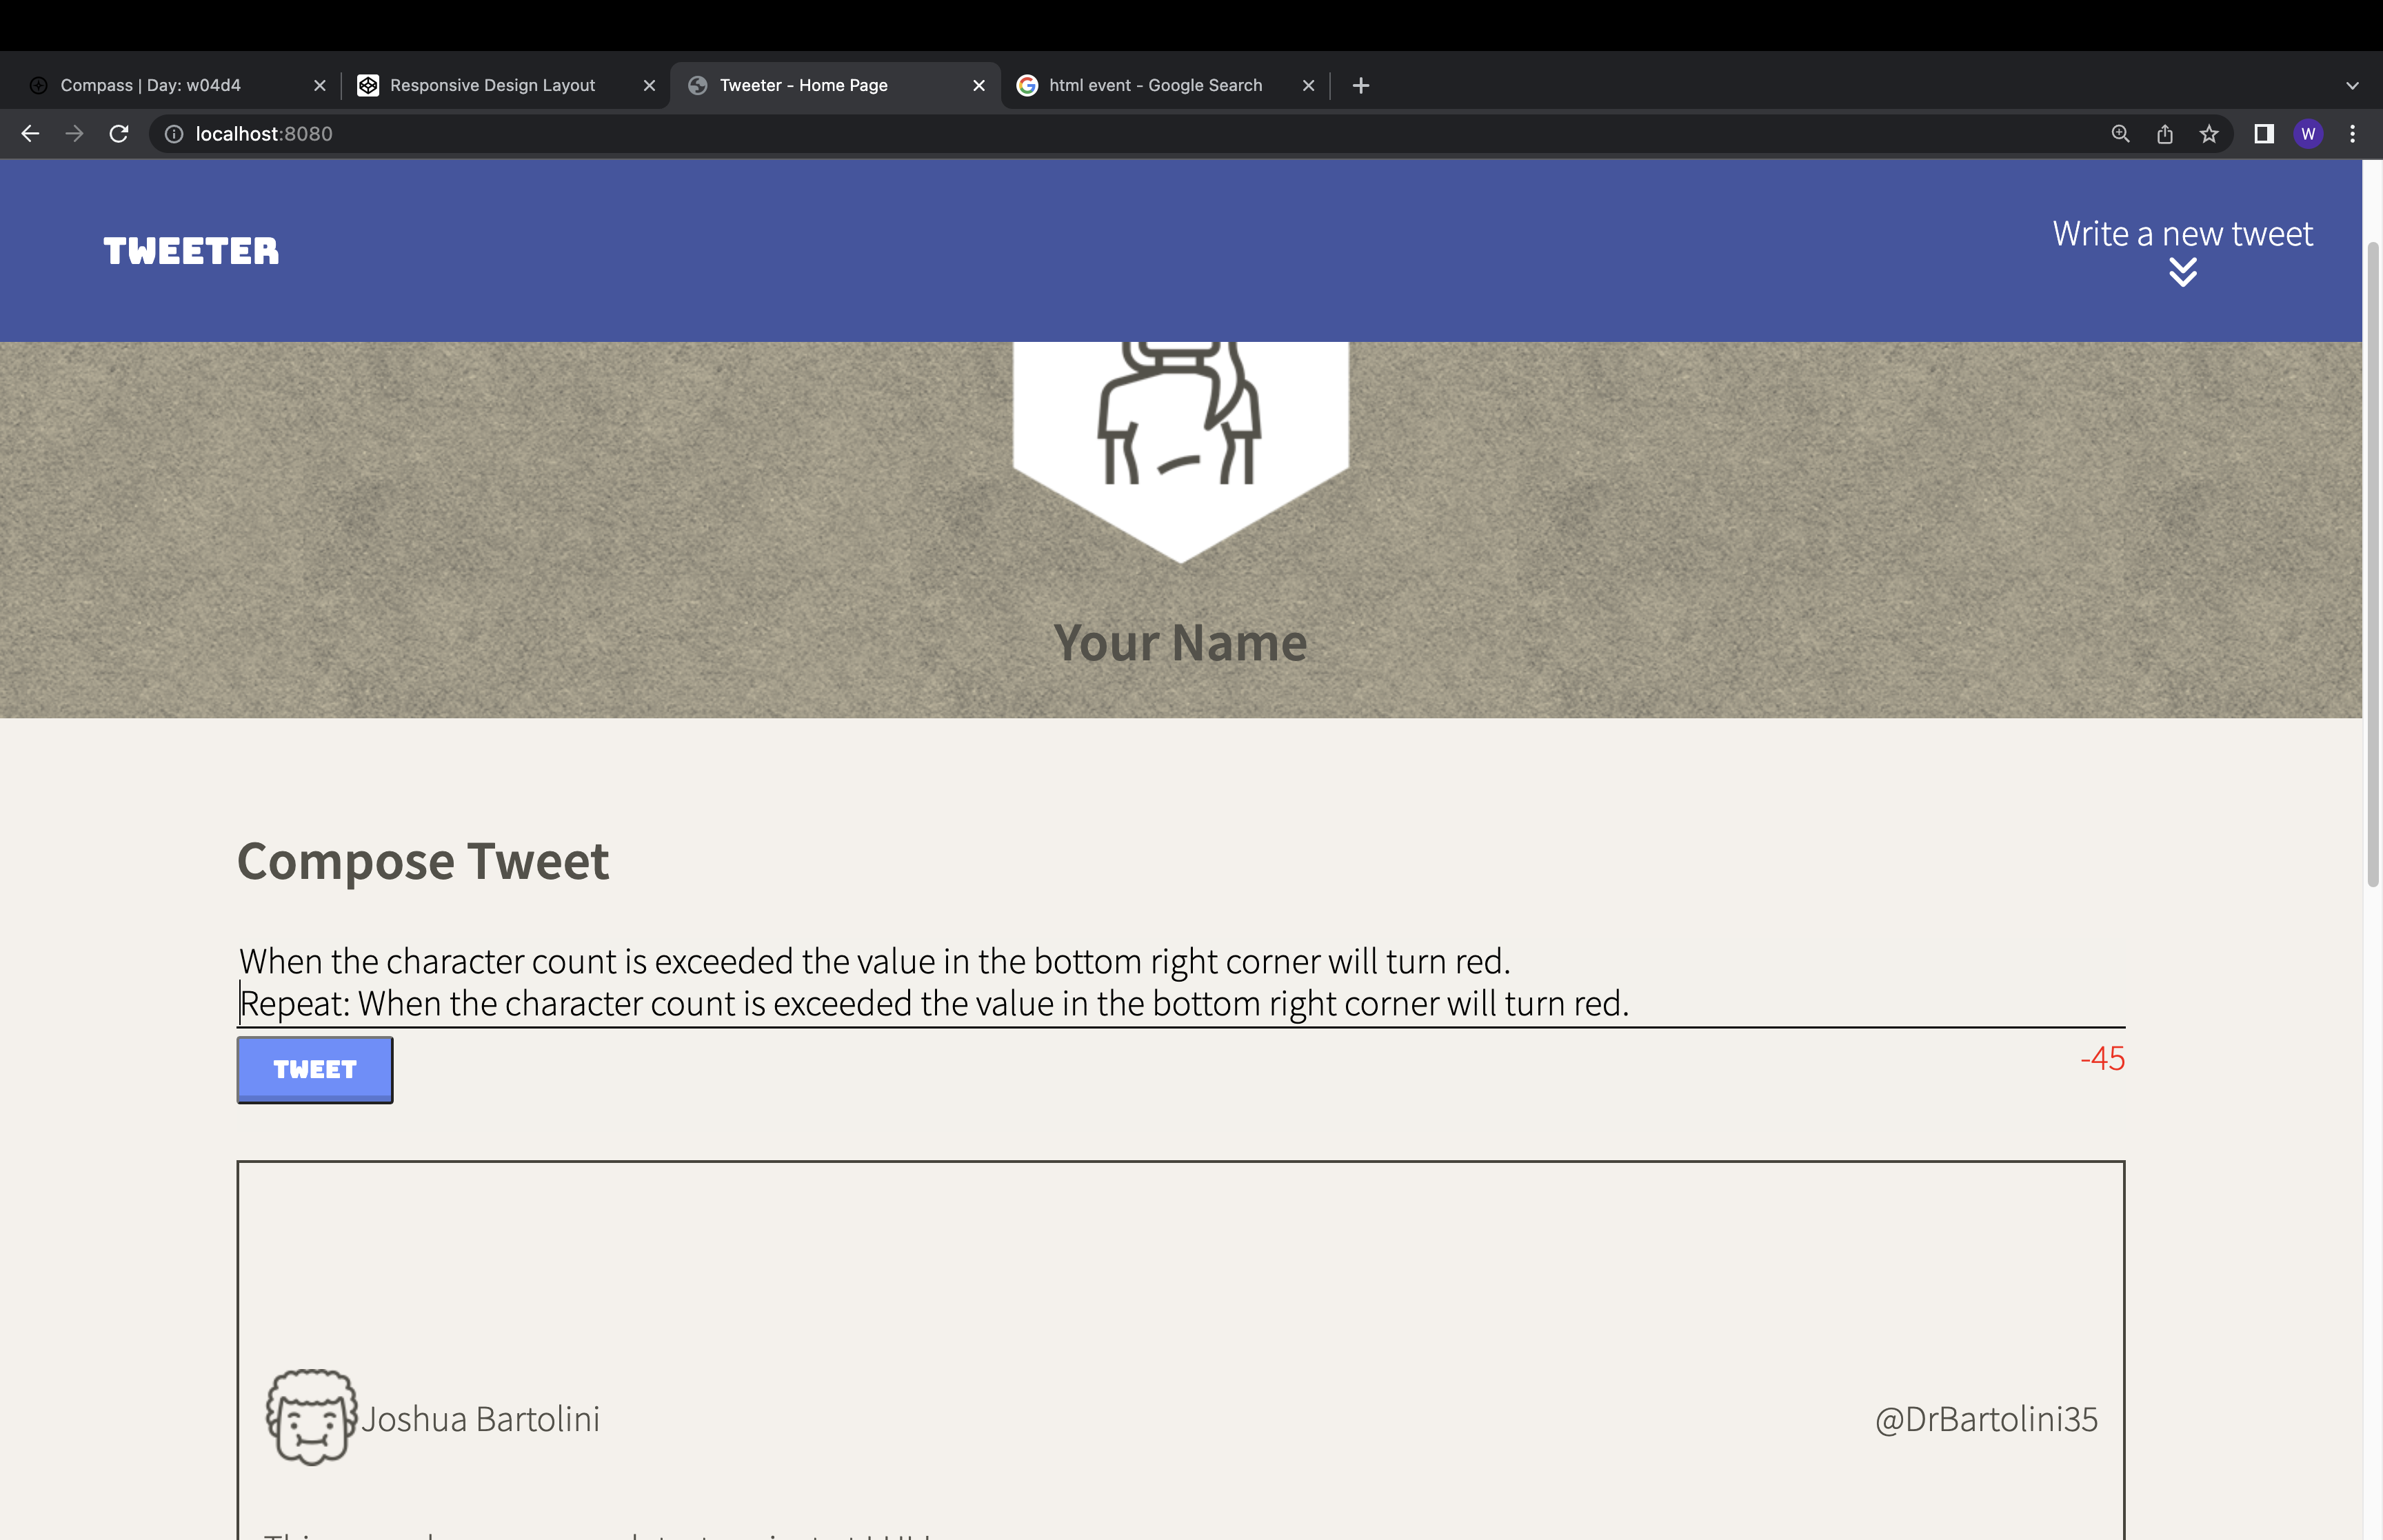 Compass | Day: w04d4
Responsive Design Layout
Tweeter - Home Page
html event - Google Search
localhost:8080
W
TWEETER
Write a new tweet
Your Name
Compose Tweet
When the character count is exceeded the value in the bottom right corner will turn red.
Repeat: When the character count is exceeded the value in the bottom right corner will turn red.
TWEET
-45
Joshua Bartolini
@DrBartolini35